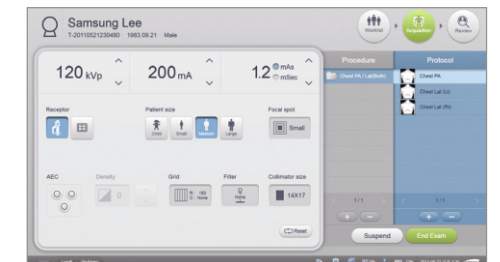 Samsung Lee
T-20110521230480 1983.09.21 Male
Worklist
Acquisition
Review
120 kVp
200 mA
1.2 mAs
mSec
Procedure
Protocol
Chest PA / Lat(Both)
Chest PA
Chest Lat (Lt)
Chest Lat (Rt)
Receptor
Patient size
Focal spot
Child
Small
Medium
Large
Small
AEC
Density
Grid
Filter
Collimator size
0
None
None
14X17
Reset
1/1
1/1
Suspend
End Exam